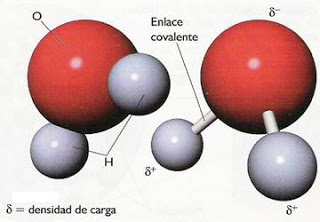 O
H
Enlace
covalente
δ⁻
δ⁺
δ⁺
δ = densidad de carga